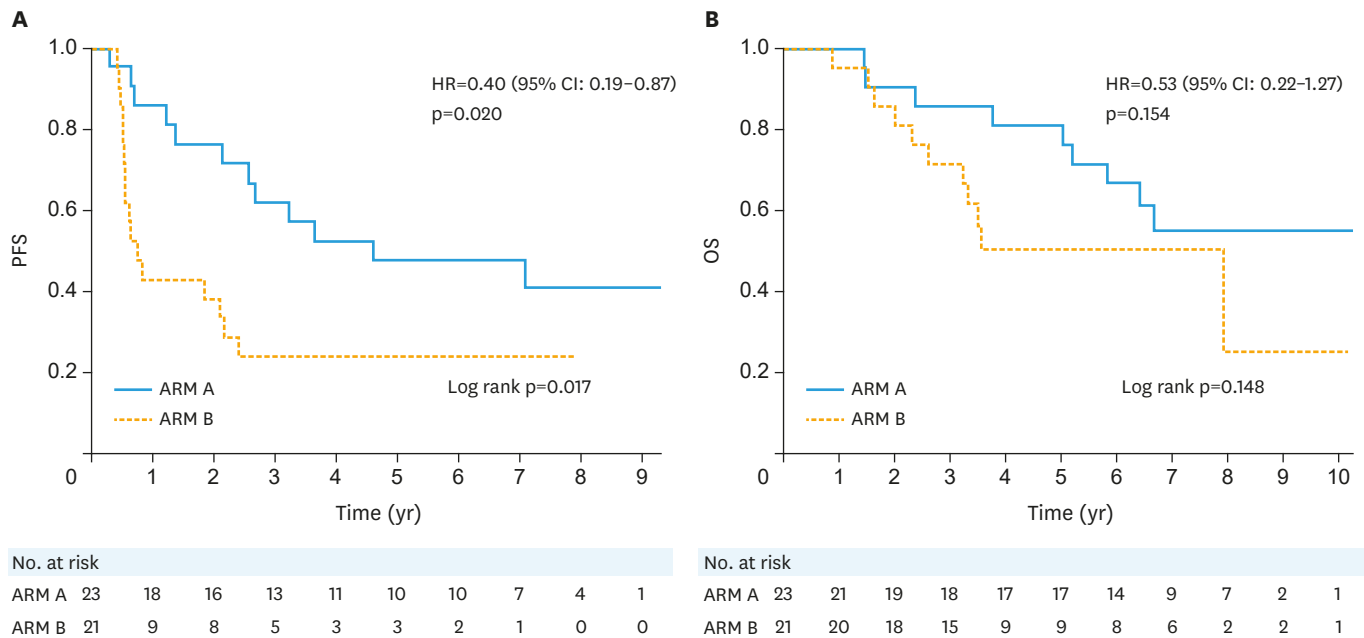 A
1.0
0.8
0.6
0.4
0.2
0
PFS
HR=0.40 (95% CI: 0.19–0.87)
p=0.020
ARM A
ARM B
Log rank p=0.017
1 2 3 4 5 6 7 8 9
Time (yr)
No. at risk
ARM A 23 18 16 13 11 10 10 7 4 1
ARM B 21 9 8 5 3 3 2 1 0 0
B
1.0
0.8
0.6
0.4
0.2
0
OS
HR=0.53 (95% CI: 0.22–1.27)
p=0.154
ARM A
ARM B
Log rank p=0.148
1 2 3 4 5 6 7 8 9 10
Time (yr)
No. at risk
ARM A 23 21 19 18 17 17 14 9 7 2 1
ARM B 21 20 18 15 9 9 8 6 2 2 1